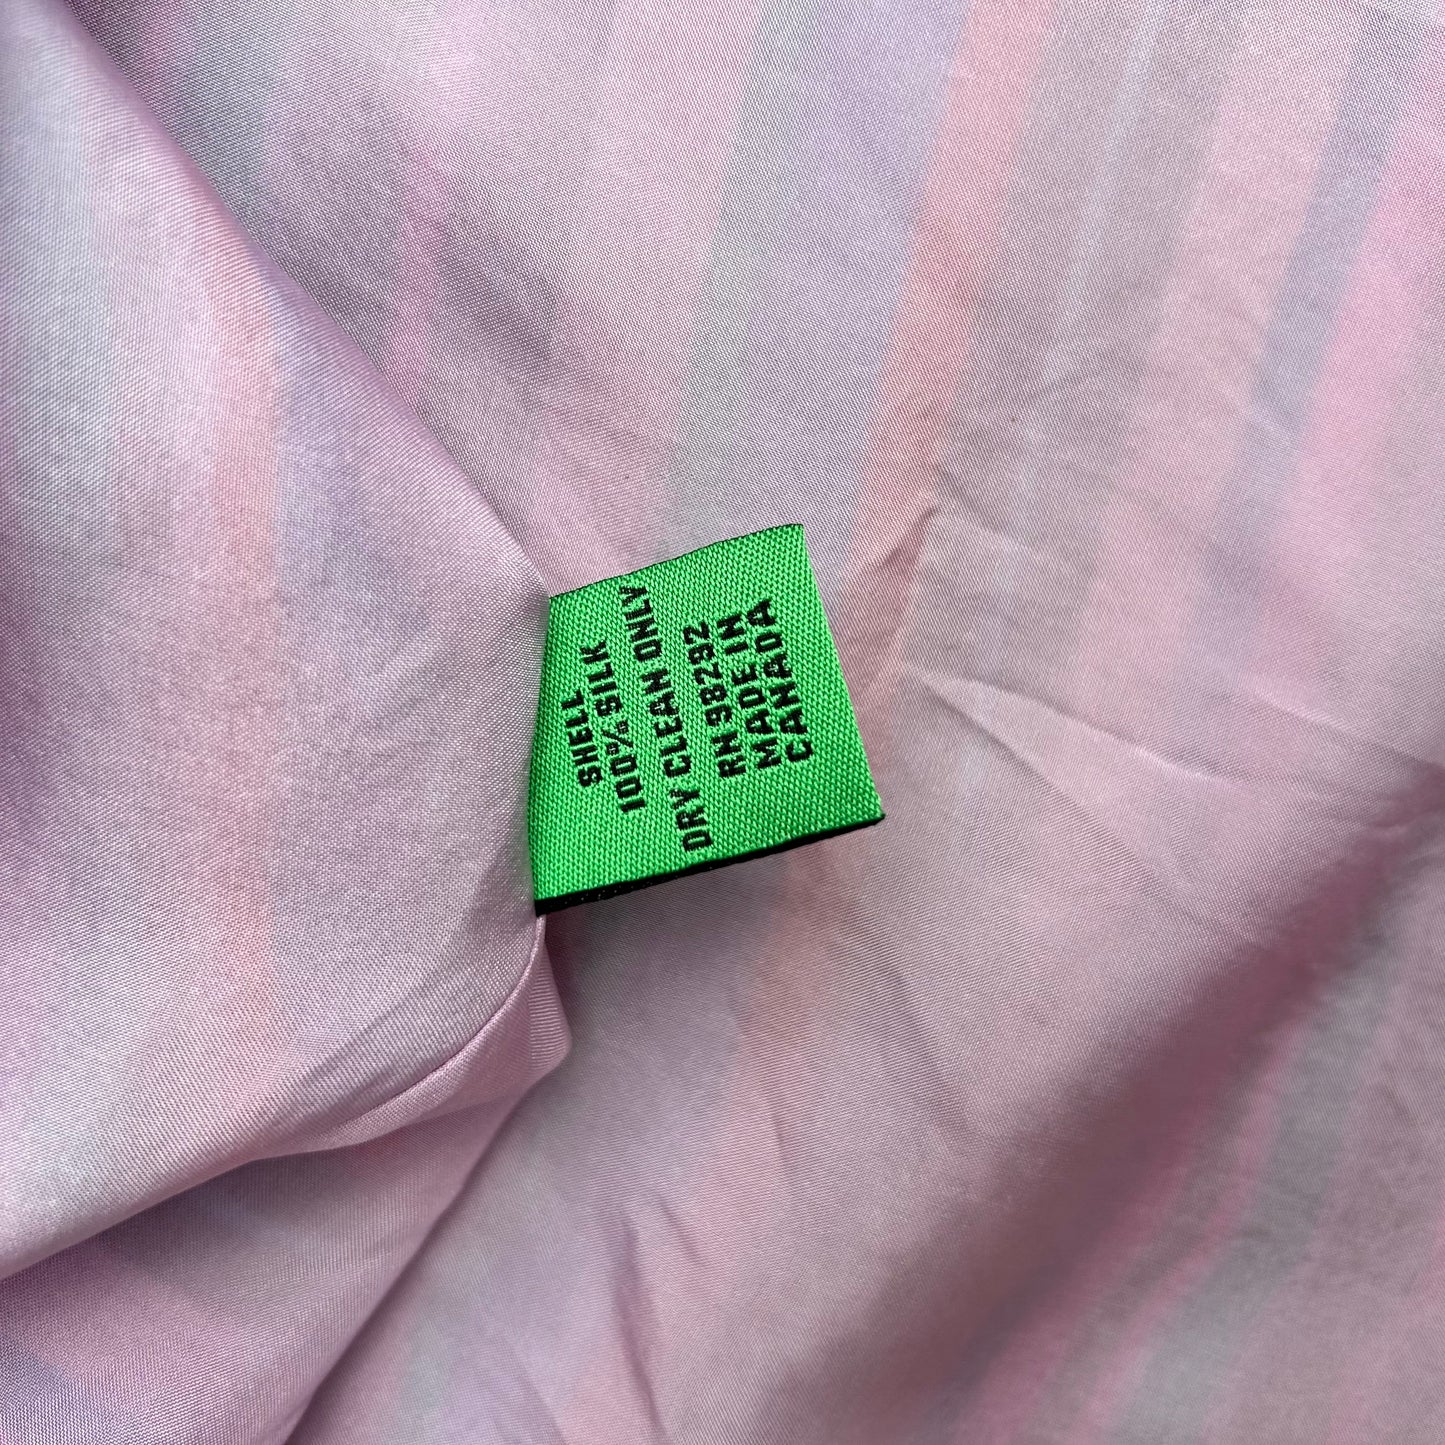 SHELL
100% SILK
DRY CLEAN ONLY
RN 98292
MADE IN
CANADA